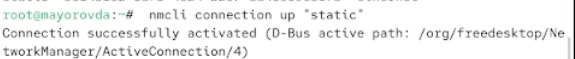 root@mayorovda:~# nmcli connection up "static"
Connection successfully activated (D-Bus active path: /org/freedesktop/Ne
tworkManager/ActiveConnection/4)